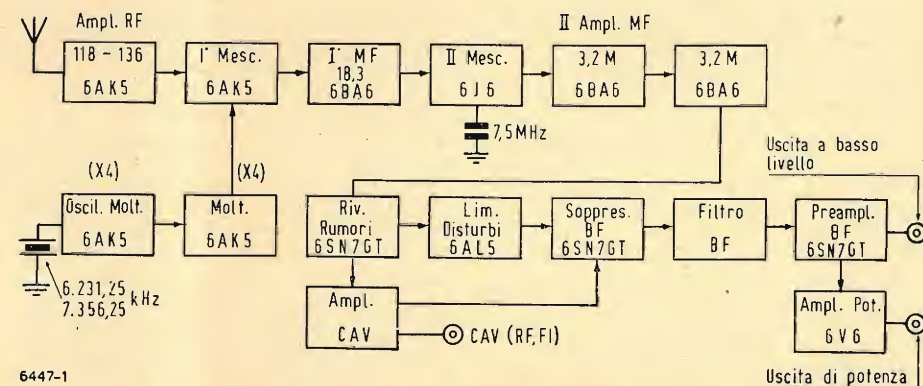 Ampl. RF
118 – 136
6AK5
I° Mesc.
6AK5
I° MF
18,3
6BA6
II Mesc.
6J6
7,5MHz
II Ampl MF
3,2 M
6BA6
3,2 M
6BA6
(X4)
Oscil. Molt.
6AK5
(X4)
Molt.
6AK5
6.231,25
7.356,25
kHz
Riv.
Rumori
6SN7GT
Lim.
Disturbi
6AL5
Soppres.
BF
6SN7GT
Filtro
BF
Preampl.
BF
6SN7GT
Uscita a basso
livello
Ampl.
CAV
CAV (RF,FI)
Ampl. Pot.
6V6
Uscita di potenza
6447-1